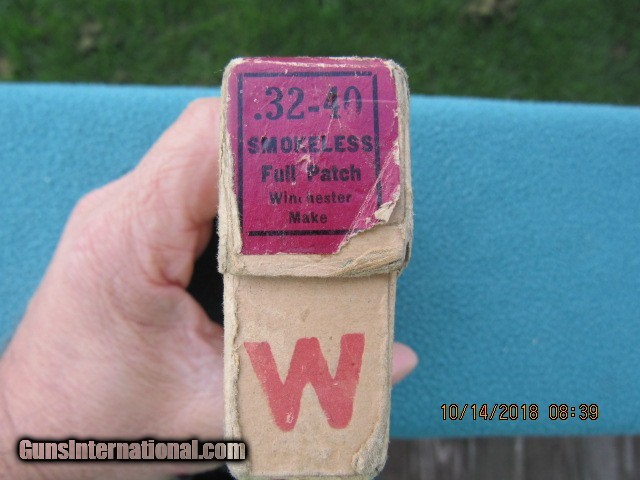 .32-40
SMOKELESS
Full Patch
Winchester
Make
W
10/14/2018 08:39
GunsInternational.com